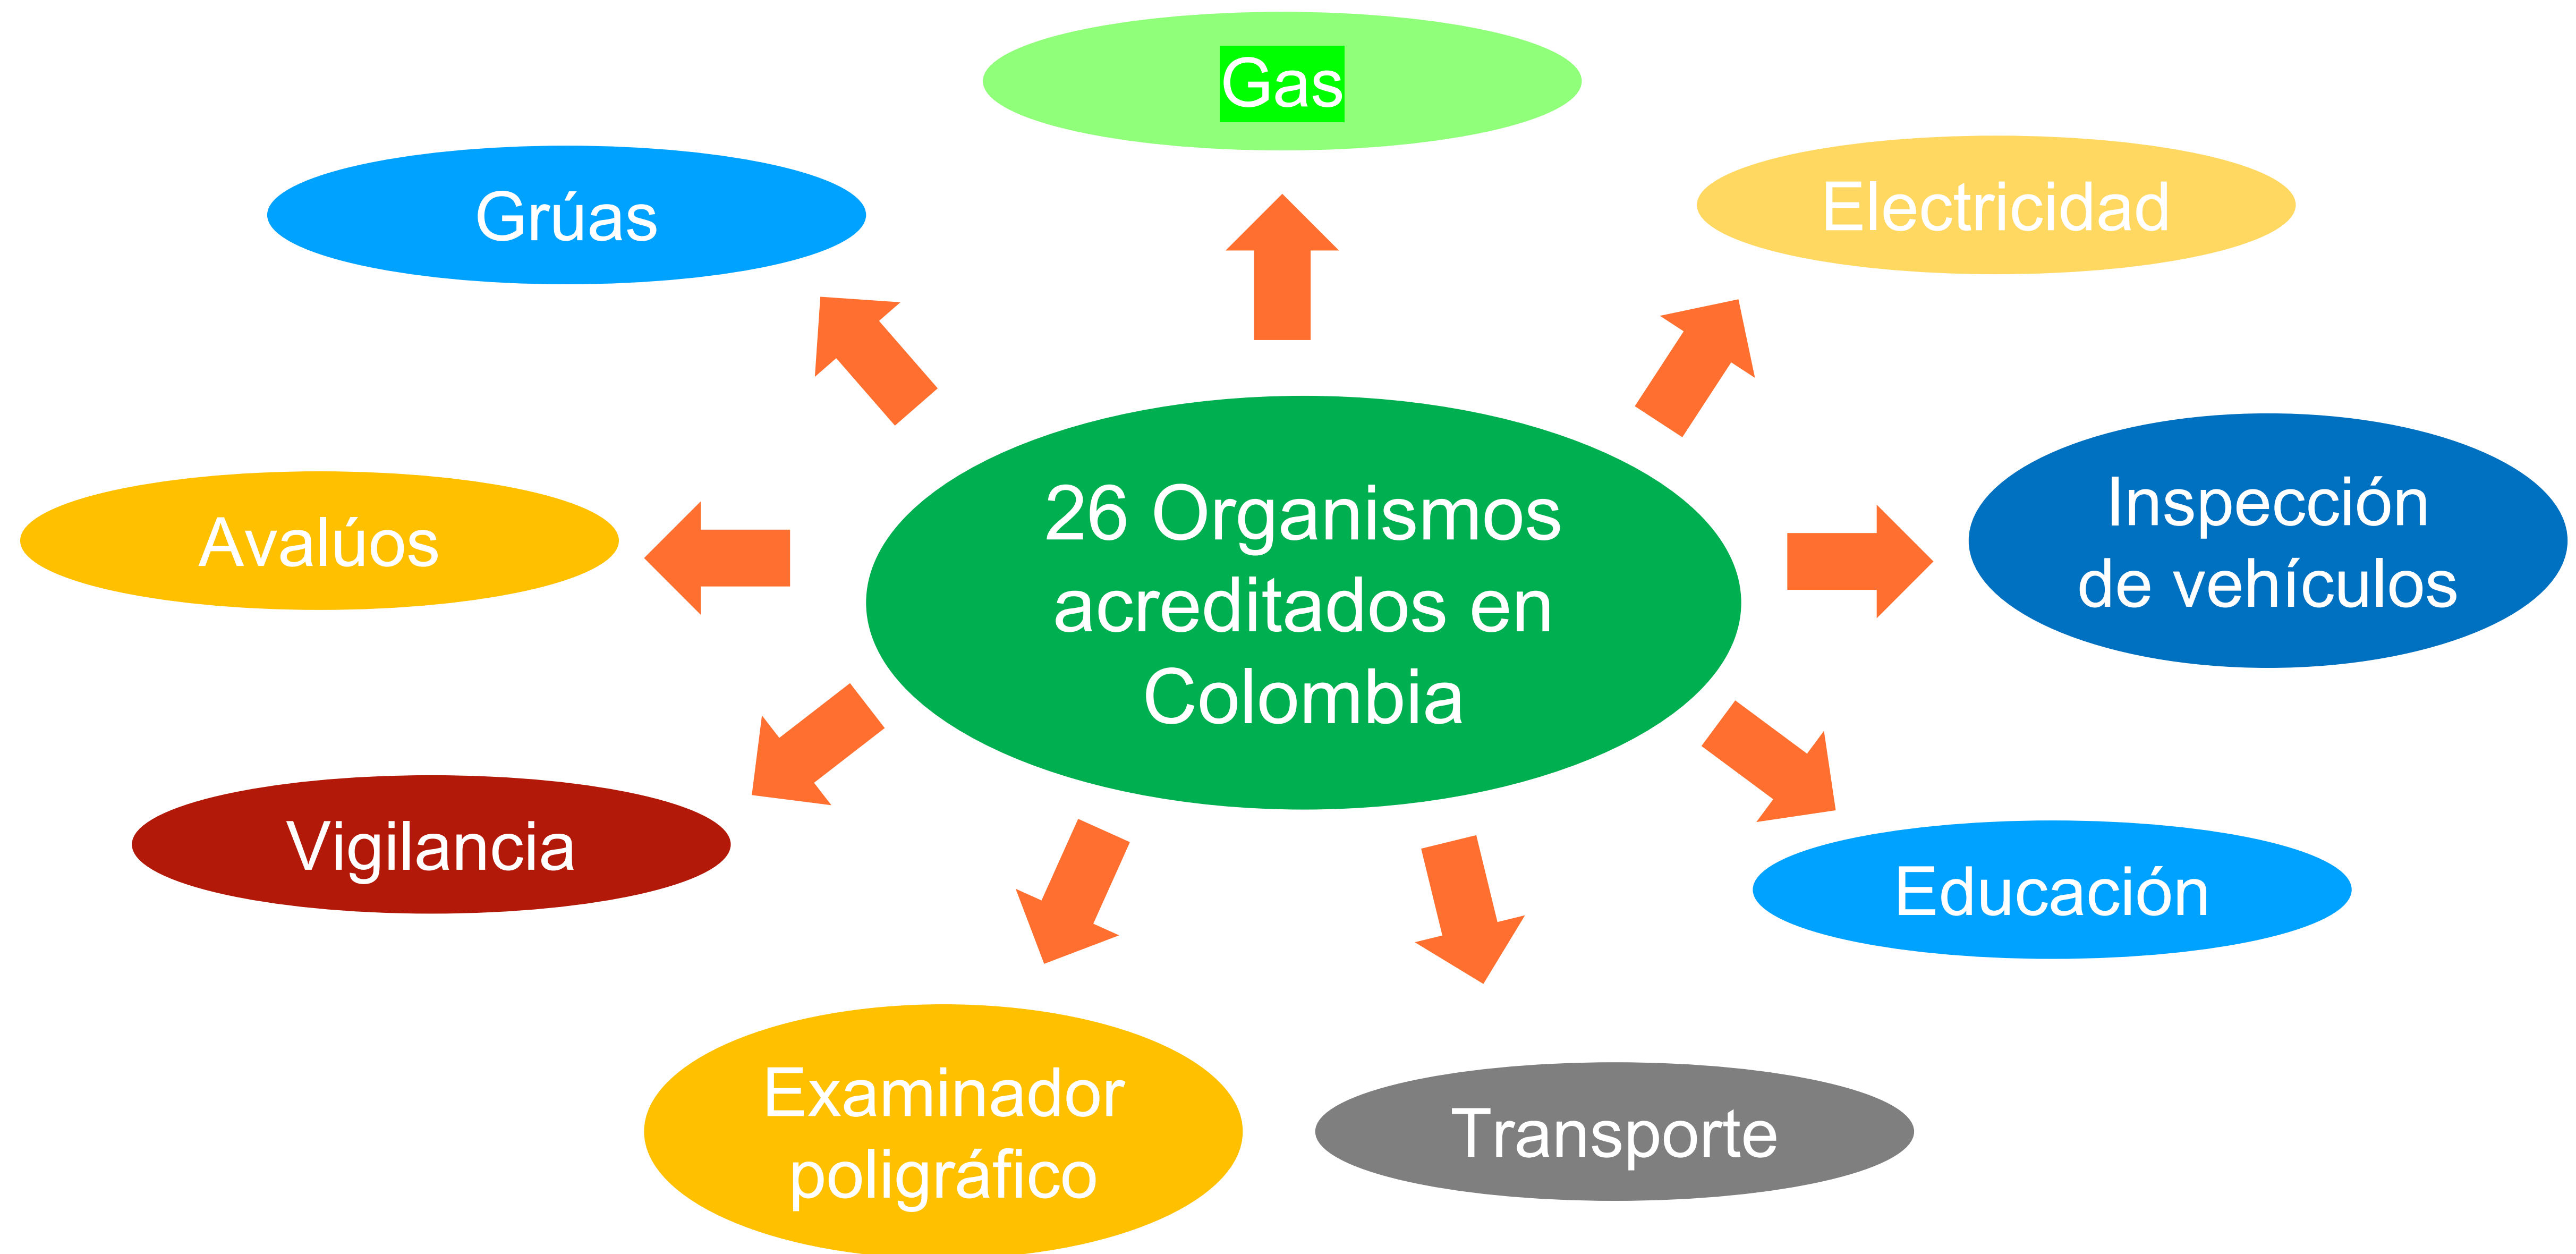 Gas
Grúas
Electricidad
Inspección
de vehículos
Avalúos
26 Organismos
acreditados en
Colombia
Vigilancia
Educación
Examinador
poligráfico
Transporte